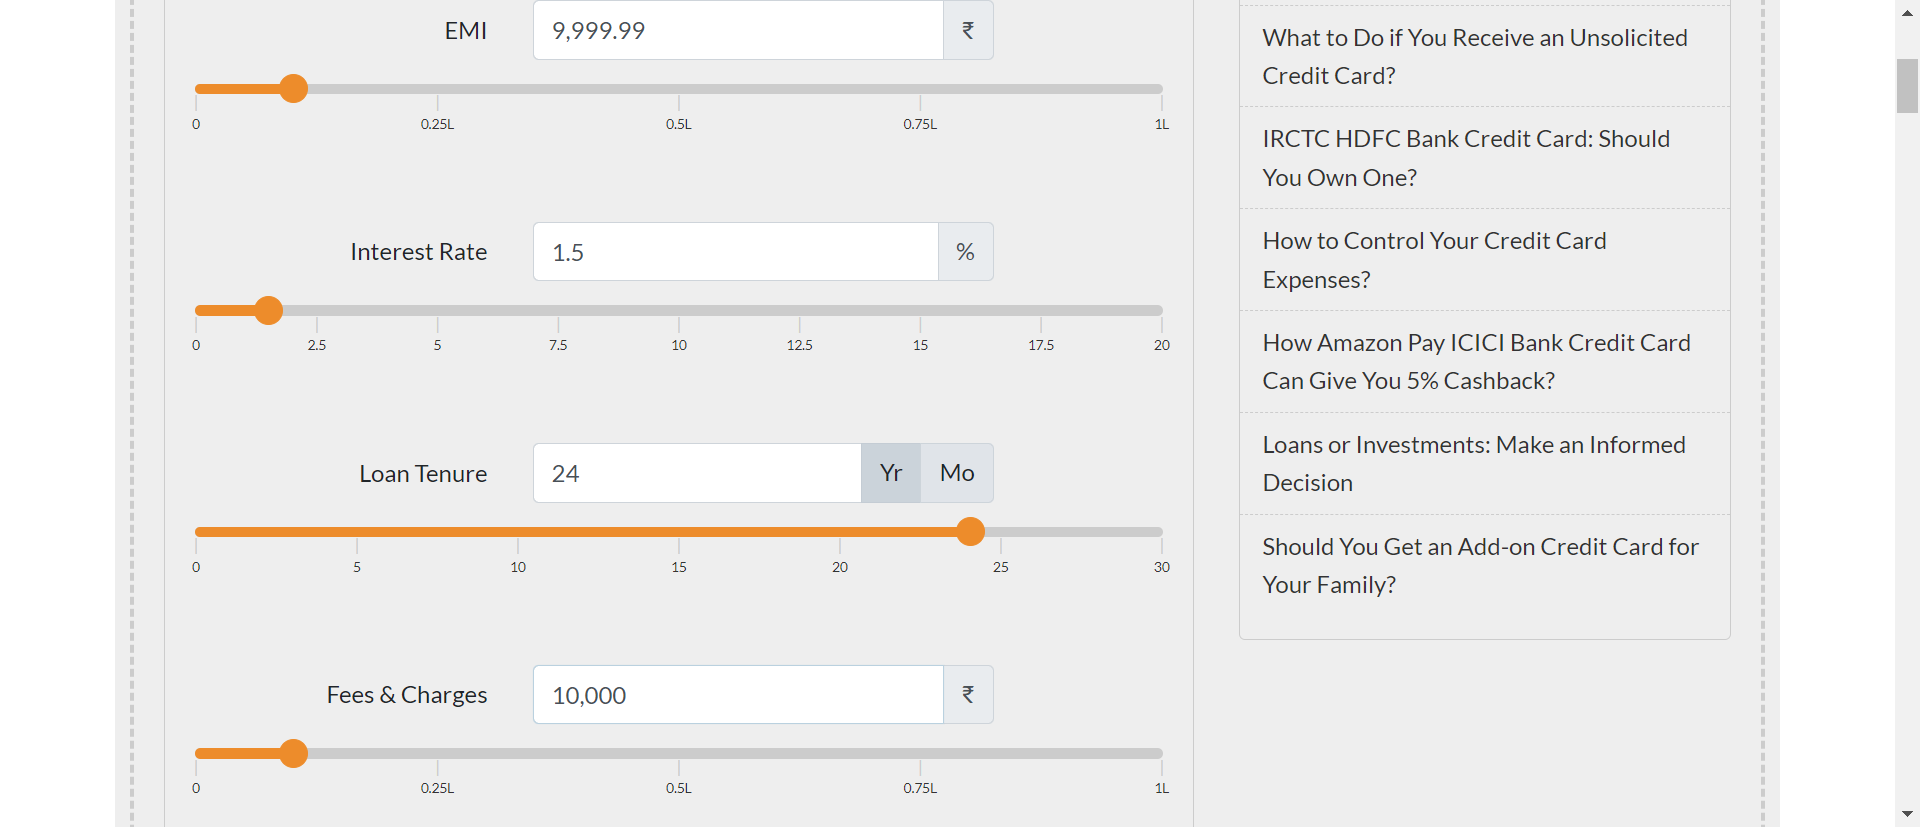 EMI
9,999.99
₹
0 0.25L 0.5L 0.75L 1L
Interest Rate
1.5
%
0 2.5 5 7.5 10 12.5 15 17.5 20
Loan Tenure
24
Yr
Mo
0 5 10 15 20 25 30
Fees & Charges
10,000
₹
0 0.25L 0.5L 0.75L 1L
What to Do if You Receive an Unsolicited
Credit Card?
IRCTC HDFC Bank Credit Card: Should
You Own One?
How to Control Your Credit Card
Expenses?
How Amazon Pay ICICI Bank Credit Card
Can Give You 5% Cashback?
Loans or Investments: Make an Informed
Decision
Should You Get an Add-on Credit Card for
Your Family?